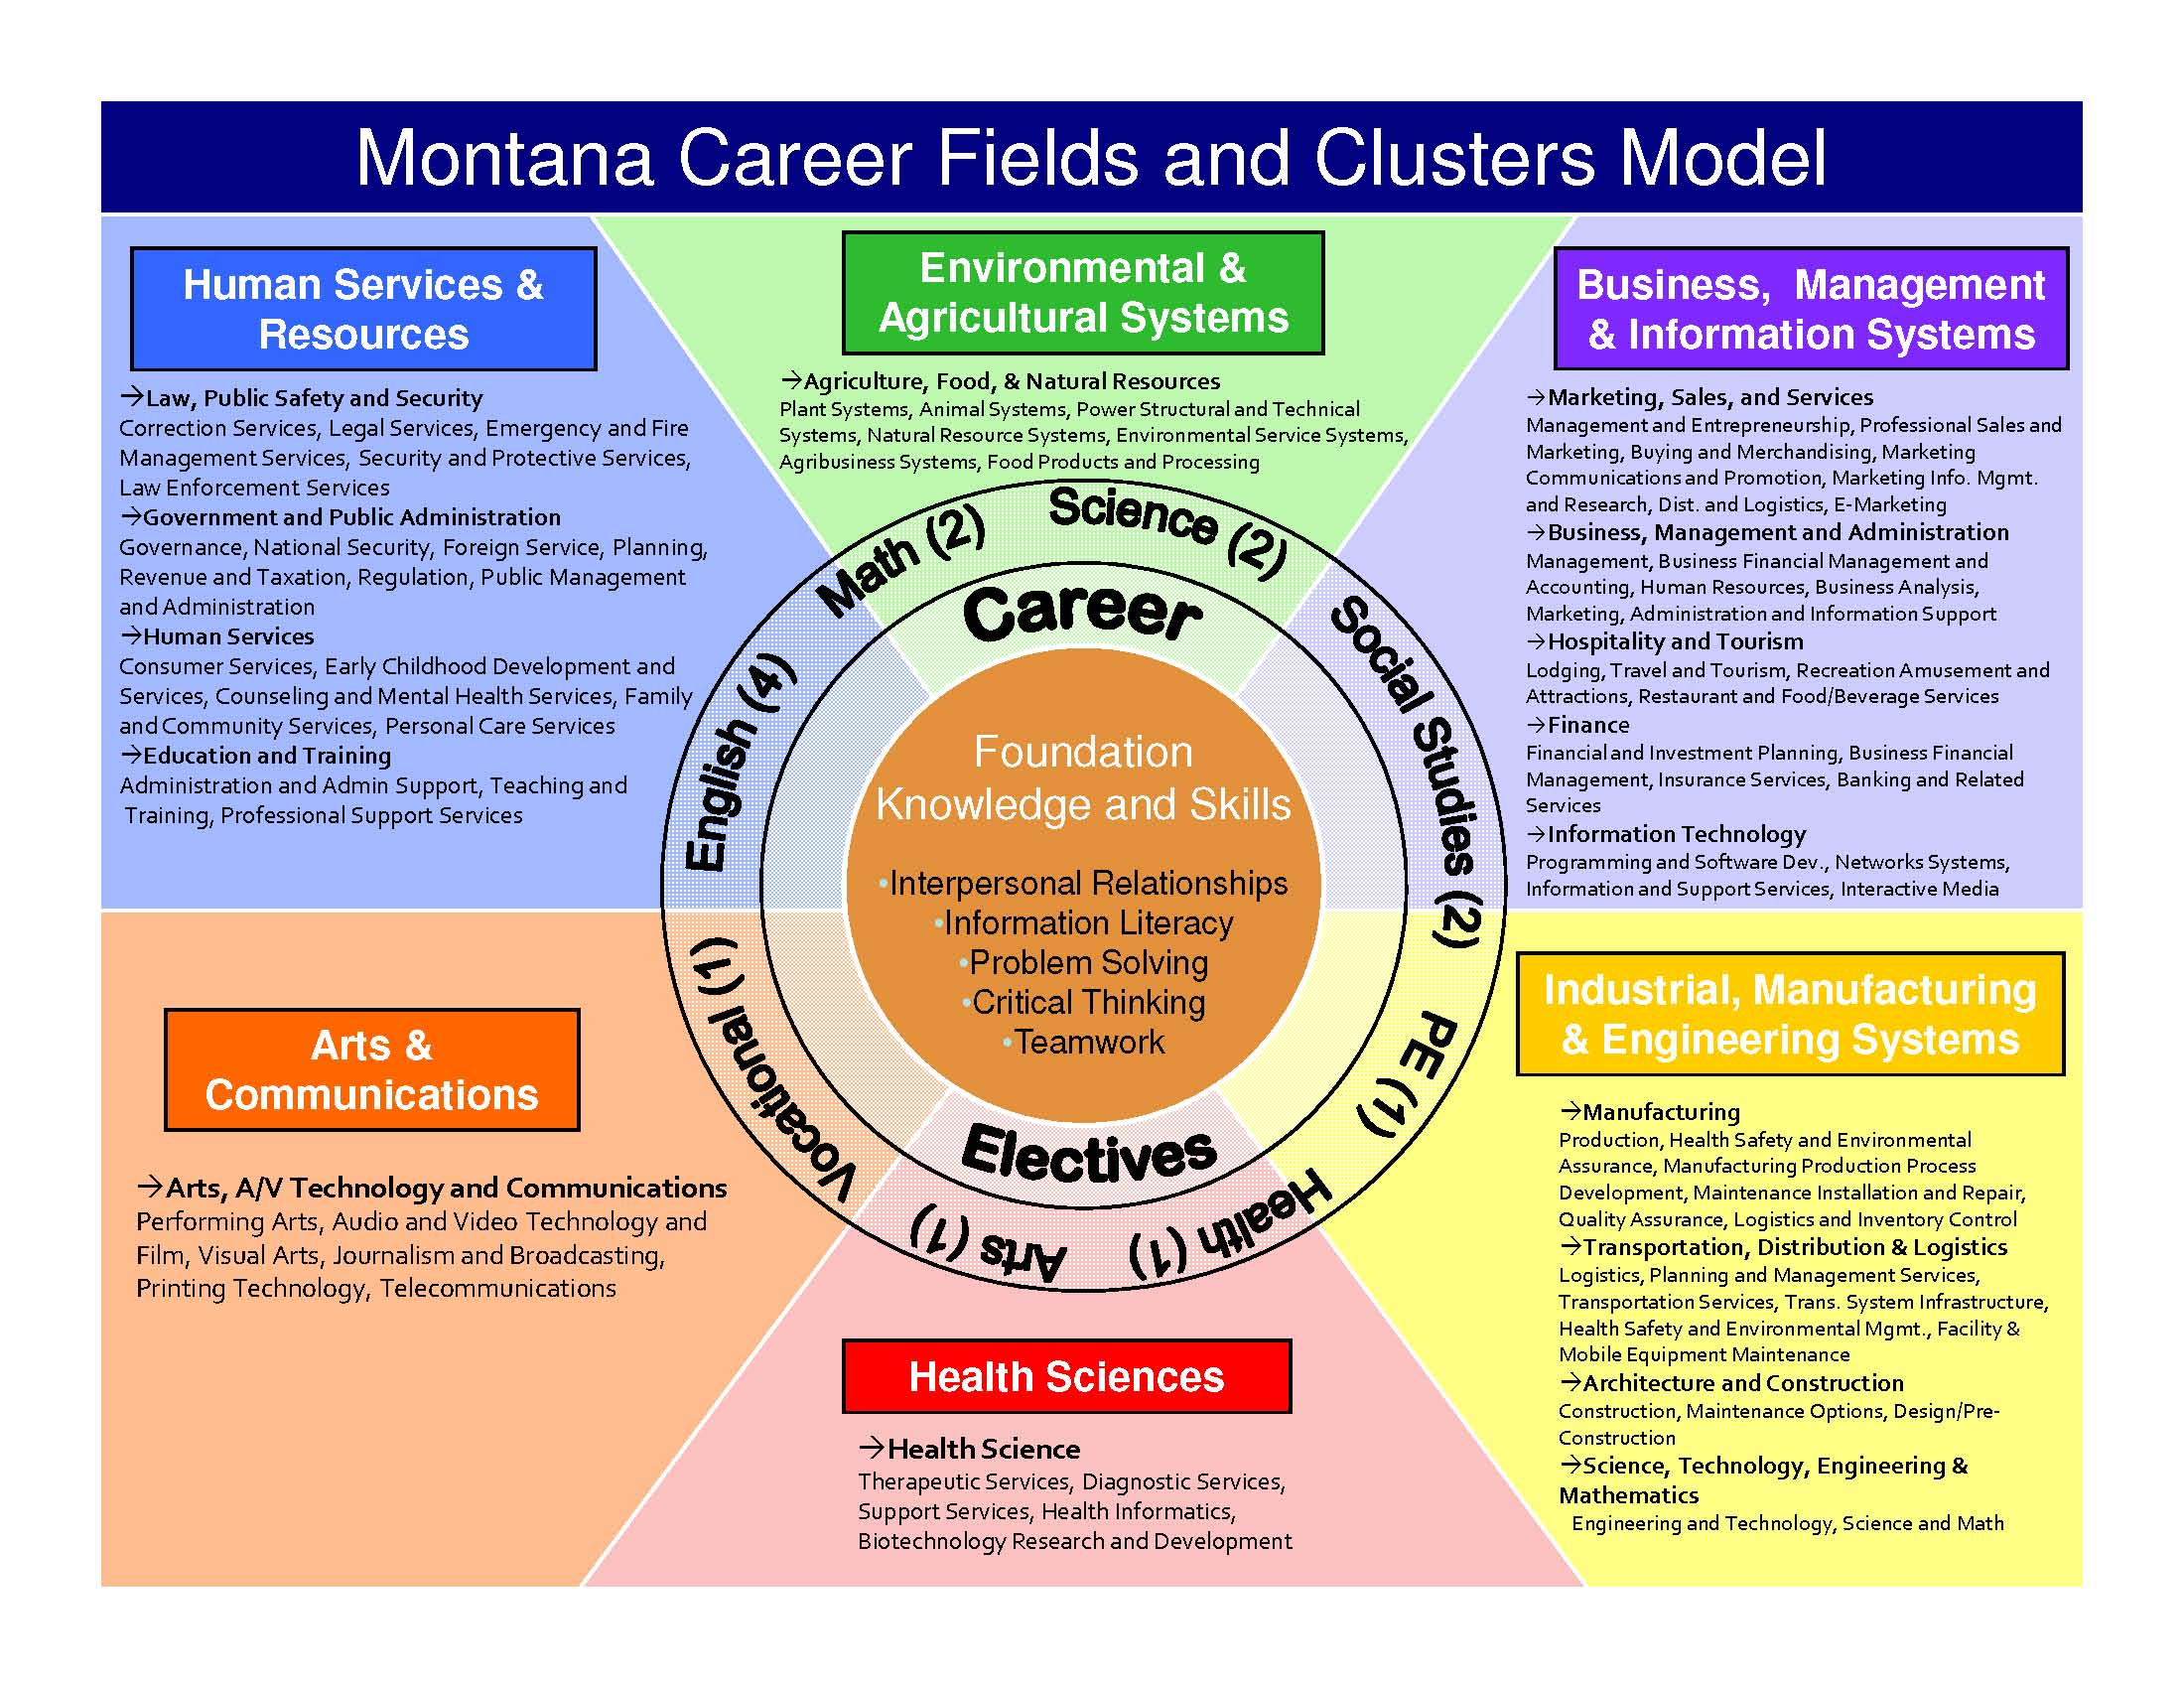 Montana Career Fields and Clusters Model
Human Services &
Resources
→Law, Public Safety and Security
Correction Services, Legal Services, Emergency and Fire
Management Services, Security and Protective Services,
Law Enforcement Services
→Government and Public Administration
Governance, National Security, Foreign Service, Planning,
Revenue and Taxation, Regulation, Public Management
and Administration
→Human Services
Consumer Services, Early Childhood Development and
Services, Counseling and Mental Health Services, Family
and Community Services, Personal Care Services
→Education and Training
Administration and Admin Support, Teaching and
Training, Professional Support Services
Environmental &
Agricultural Systems
→Agriculture, Food, & Natural Resources
Plant Systems, Animal Systems, Power Structural and Technical
Systems, Natural Resource Systems, Environmental Service Systems,
Agribusiness Systems, Food Products and Processing
Business, Management
& Information Systems
→Marketing, Sales, and Services
Management and Entrepreneurship, Professional Sales and
Marketing, Buying and Merchandising, Marketing
Communications and Promotion, Marketing Info. Mgmt.
and Research, Dist. and Logistics, E-Marketing
→Business, Management and Administration
Management, Business Financial Management and
Accounting, Human Resources, Business Analysis,
Marketing, Administration and Information Support
→Hospitality and Tourism
Lodging, Travel and Tourism, Recreation Amusement and
Attractions, Restaurant and Food/Beverage Services
→Finance
Financial and Investment Planning, Business Financial
Management, Insurance Services, Banking and Related
Services
→Information Technology
Programming and Software Dev., Networks Systems,
Information and Support Services, Interactive Media
English (4)
Math (2)
Science (2)
Social Studies (2)
PE (1)
Health (1)
Arts (1)
Vocational (1)
Career
Foundation
Knowledge and Skills
•Interpersonal Relationships
•Information Literacy
•Problem Solving
•Critical Thinking
•Teamwork
Electives
Arts &
Communications
→Arts, A/V Technology and Communications
Performing Arts, Audio and Video Technology and
Film, Visual Arts, Journalism and Broadcasting,
Printing Technology, Telecommunications
Health Sciences
→Health Science
Therapeutic Services, Diagnostic Services,
Support Services, Health Informatics,
Biotechnology Research and Development
Industrial, Manufacturing
& Engineering Systems
→Manufacturing
Production, Health Safety and Environmental
Assurance, Manufacturing Production Process
Development, Maintenance Installation and Repair,
Quality Assurance, Logistics and Inventory Control
→Transportation, Distribution & Logistics
Logistics, Planning and Management Services,
Transportation Services, Trans. System Infrastructure,
Health Safety and Environmental Mgmt., Facility &
Mobile Equipment Maintenance
→Architecture and Construction
Construction, Maintenance Options, Design/Pre-
Construction
→Science, Technology, Engineering &
Mathematics
Engineering and Technology, Science and Math